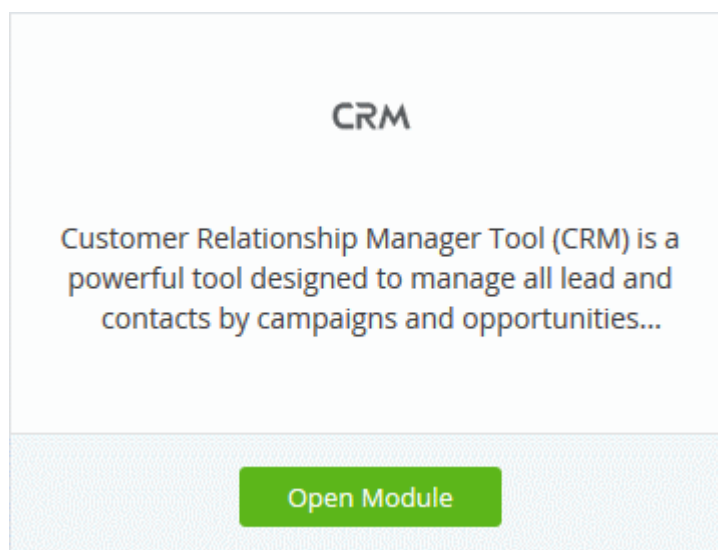 CRM
Customer Relationship Manager Tool (CRM) is a
powerful tool designed to manage all lead and
contacts by campaigns and opportunities...
Open Module